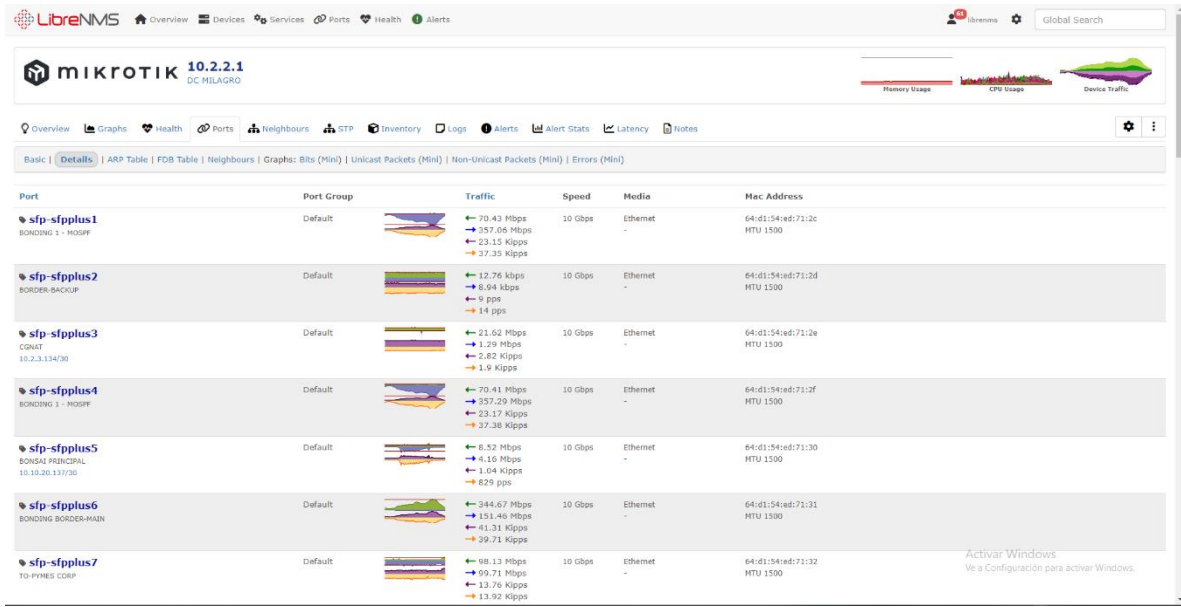 LibreNMS Overview Devices Services Ports Health Alerts 61 librenms Global Search
MikroTik 10.2.2.1
DC MILAGRO
Memory Usage CPU Usage Device Traffic
Overview Graphs Health Ports Neighbours STP Inventory Logs Alerts Alert Stats Latency Notes
Basic | Details | ARP Table | FDB Table | Neighbours | Graphs: Bits (Mini) | Unicast Packets (Mini) | Non-Unicast Packets (Mini) | Errors (Mini)
Port Port Group Traffic Speed Media Mac Address
sfp-sfpplus1 Default 70.43 Mbps 10 Gbps Ethernet 64:d1:54:ed:71:2c
BONDING 1 - MOSPF 357.06 Mbps - MTU 1500
23.15 Kipps
37.35 Kipps
sfp-sfpplus2 Default 12.76 kbps 10 Gbps Ethernet 64:d1:54:ed:71:2d
BORDER-BACKUP 8.94 kbps - MTU 1500
9 pps
14 pps
sfp-sfpplus3 Default 21.62 Mbps 10 Gbps Ethernet 64:d1:54:ed:71:2e
CGNAT 1.29 Mbps - MTU 1500
10.2.3.134/30 2.82 Kipps
1.9 Kipps
sfp-sfpplus4 Default 70.41 Mbps 10 Gbps Ethernet 64:d1:54:ed:71:2f
BONDING 1 - MOSPF 357.29 Mbps - MTU 1500
23.17 Kipps
37.38 Kipps
sfp-sfpplus5 Default 8.52 Mbps 10 Gbps Ethernet 64:d1:54:ed:71:30
BONSAI PRINCIPAL 4.16 Mbps - MTU 1500
10.10.20.137/30 1.04 Kipps
829 pps
sfp-sfpplus6 Default 344.67 Mbps 10 Gbps Ethernet 64:d1:54:ed:71:31
BONDING BORDER-MAIN 151.46 Mbps - MTU 1500
41.31 Kipps
39.71 Kipps
sfp-sfpplus7 Default 98.13 Mbps 10 Gbps Ethernet 64:d1:54:ed:71:32
TO-PYMES CORP 99.71 Mbps - MTU 1500
13.76 Kipps
13.92 Kipps
Activar Windows
Ve a Configuración para activar Windows.